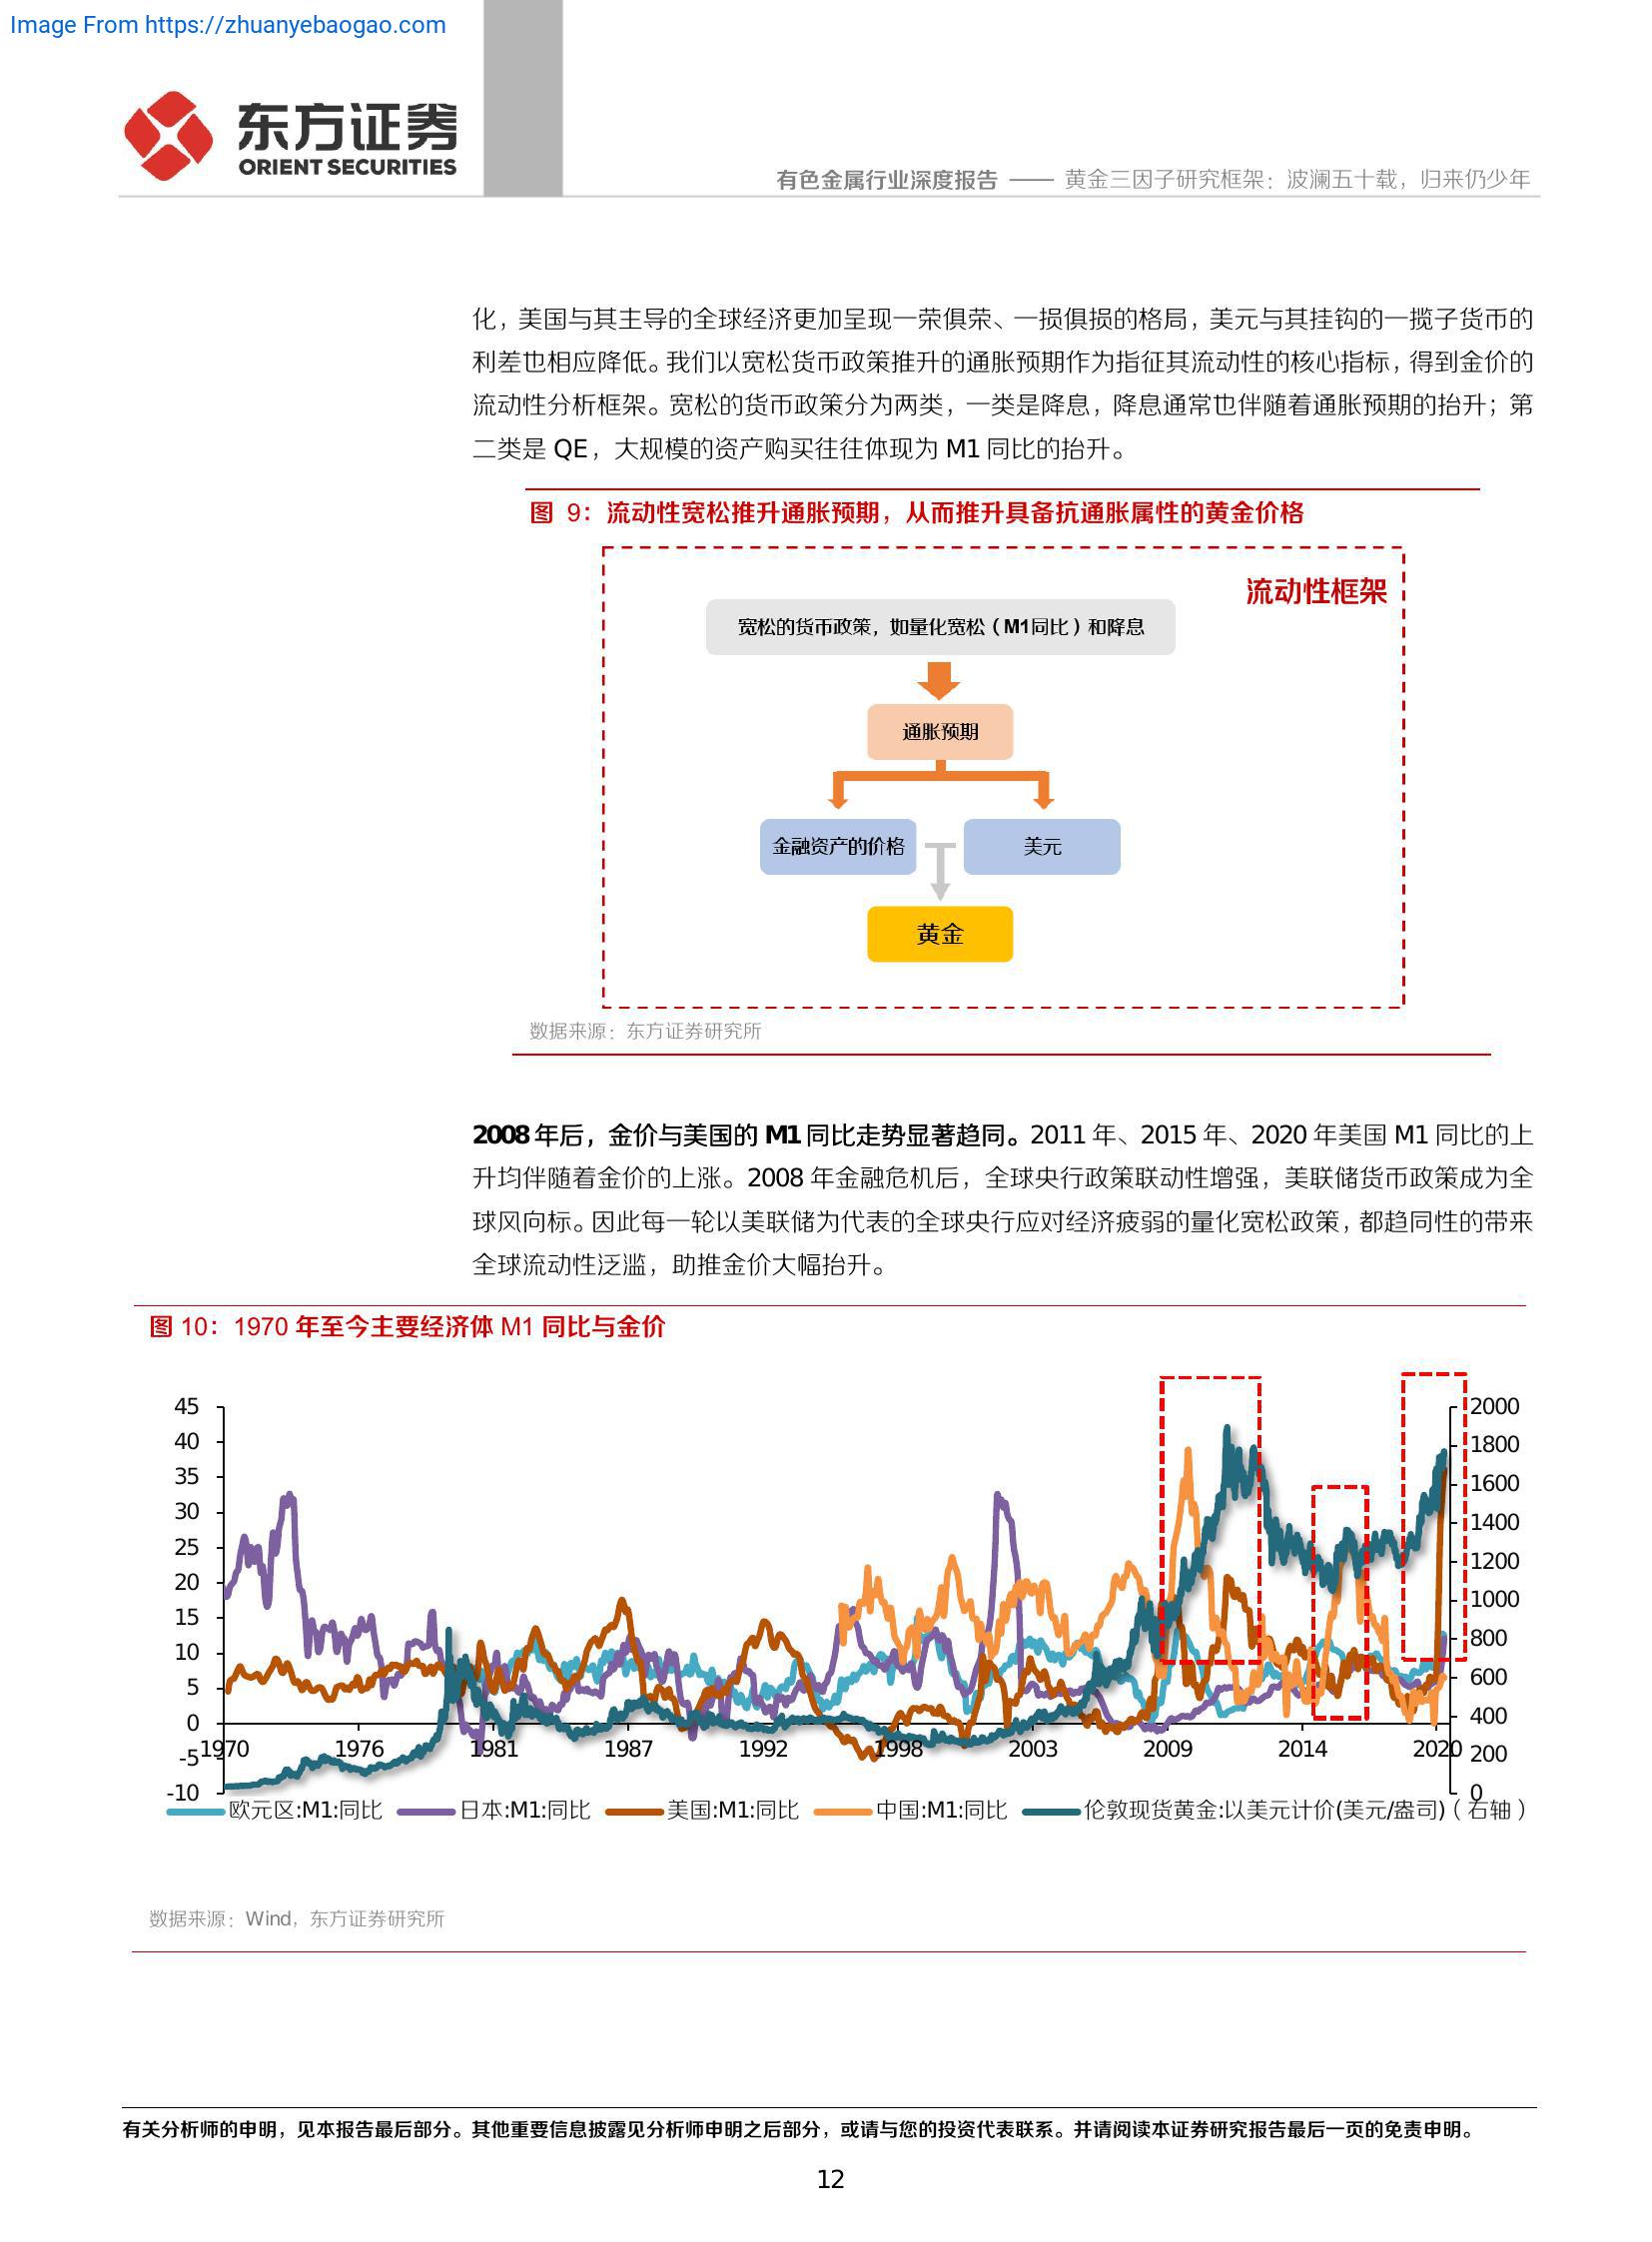 Image From https://zhuanyebaogao.com
东方证券
ORIENT SECURITIES
有色金属行业深度报告 —— 黄金三因子研究框架：波澜五十载，归来仍少年
化，美国与其主导的全球经济更加呈现一荣俱荣、一损俱损的格局，美元与其挂钩的一揽子货币的
利差也相应降低。我们以宽松货币政策推升的通胀预期作为指征其流动性的核心指标，得到金价的
流动性分析框架。宽松的货币政策分为两类，一类是降息，降息通常也伴随着通胀预期的抬升；第
二类是 QE，大规模的资产购买往往体现为 M1 同比的抬升。
图 9：流动性宽松推升通胀预期，从而推升具备抗通胀属性的黄金价格
流动性框架
宽松的货币政策，如量化宽松（M1同比）和降息
通胀预期
金融资产的价格
美元
黄金
数据来源：东方证券研究所
2008 年后，金价与美国的 M1 同比走势显著趋同。2011 年、2015 年、2020 年美国 M1 同比的上
升均伴随着金价的上涨。2008 年金融危机后，全球央行政策联动性增强，美联储货币政策成为全
球风向标。因此每一轮以美联储为代表的全球央行应对经济疲弱的量化宽松政策，都趋同性的带来
全球流动性泛滥，助推金价大幅抬升。
图 10：1970 年至今主要经济体 M1 同比与金价
45
40
35
30
25
20
15
10
5
0
-5
-10
2000
1800
1600
1400
1200
1000
800
600
400
200
0
1970 1976 1981 1987 1992 1998 2003 2009 2014 2020
欧元区:M1:同比 日本:M1:同比 美国:M1:同比 中国:M1:同比 伦敦现货黄金:以美元计价(美元/盎司)（右轴）
数据来源：Wind，东方证券研究所
有关分析师的申明，见本报告最后部分。其他重要信息披露见分析师申明之后部分，或请与您的投资代表联系。并请阅读本证券研究报告最后一页的免责申明。
12